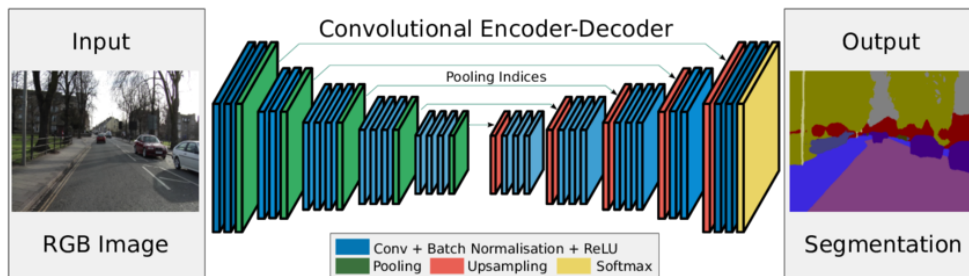 Input
RGB Image
Convolutional Encoder-Decoder
Pooling Indices
Conv + Batch Normalisation + ReLU
Pooling
Upsampling
Softmax
Output
Segmentation